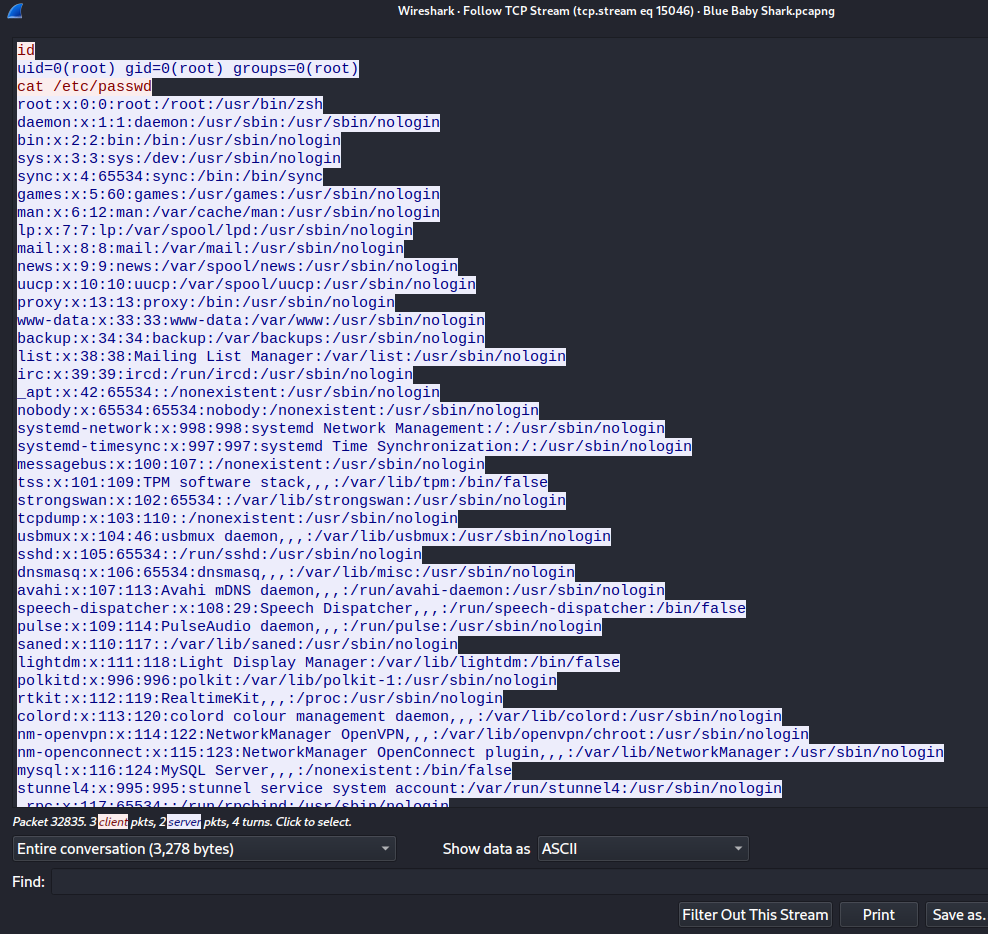 Wireshark · Follow TCP Stream (tcp.stream eq 15046) · Blue Baby Shark.pcapng
id
uid=0(root) gid=0(root) groups=0(root)
cat /etc/passwd
root:x:0:0:root:/root:/usr/bin/zsh
daemon:x:1:1:daemon:/usr/sbin:/usr/sbin/nologin
bin:x:2:2:bin:/bin:/usr/sbin/nologin
sys:x:3:3:sys:/dev:/usr/sbin/nologin
sync:x:4:65534:sync:/bin:/bin/sync
games:x:5:60:games:/usr/games:/usr/sbin/nologin
man:x:6:12:man:/var/cache/man:/usr/sbin/nologin
lp:x:7:7:lp:/var/spool/lpd:/usr/sbin/nologin
mail:x:8:8:mail:/var/mail:/usr/sbin/nologin
news:x:9:9:news:/var/spool/news:/usr/sbin/nologin
uucp:x:10:10:uucp:/var/spool/uucp:/usr/sbin/nologin
proxy:x:13:13:proxy:/bin:/usr/sbin/nologin
www-data:x:33:33:www-data:/var/www:/usr/sbin/nologin
backup:x:34:34:backup:/var/backups:/usr/sbin/nologin
list:x:38:38:Mailing List Manager:/var/list:/usr/sbin/nologin
irc:x:39:39:ircd:/run/ircd:/usr/sbin/nologin
_apt:x:42:65534::/nonexistent:/usr/sbin/nologin
nobody:x:65534:65534:nobody:/nonexistent:/usr/sbin/nologin
systemd-network:x:998:998:systemd Network Management:/:/usr/sbin/nologin
systemd-timesync:x:997:997:systemd Time Synchronization:/:/usr/sbin/nologin
messagebus:x:100:107::/nonexistent:/usr/sbin/nologin
tss:x:101:109:TPM software stack,,,:/var/lib/tpm:/bin/false
strongswan:x:102:65534::/var/lib/strongswan:/usr/sbin/nologin
tcpdump:x:103:110::/nonexistent:/usr/sbin/nologin
usbmux:x:104:46:usbmux daemon,,,:/var/lib/usbmux:/usr/sbin/nologin
sshd:x:105:65534::/run/sshd:/usr/sbin/nologin
dnsmasq:x:106:65534:dnsmasq,,,:/var/lib/misc:/usr/sbin/nologin
avahi:x:107:113:Avahi mDNS daemon,,,:/run/avahi-daemon:/usr/sbin/nologin
speech-dispatcher:x:108:29:Speech Dispatcher,,,:/run/speech-dispatcher:/bin/false
pulse:x:109:114:PulseAudio daemon,,,:/run/pulse:/usr/sbin/nologin
saned:x:110:117::/var/lib/saned:/usr/sbin/nologin
lightdm:x:111:118:Light Display Manager:/var/lib/lightdm:/bin/false
polkitd:x:996:996:polkit:/var/lib/polkit-1:/usr/sbin/nologin
rtkit:x:112:119:RealtimeKit,,,:/proc:/usr/sbin/nologin
colord:x:113:120:colord colour management daemon,,,:/var/lib/colord:/usr/sbin/nologin
nm-openvpn:x:114:122:NetworkManager OpenVPN,,,:/var/lib/openvpn/chroot:/usr/sbin/nologin
nm-openconnect:x:115:123:NetworkManager OpenConnect plugin,,,:/var/lib/NetworkManager:/usr/sbin/nologin
mysql:x:116:124:MySQL Server,,,:/nonexistent:/bin/false
stunnel4:x:995:995:stunnel service system account:/var/run/stunnel4:/usr/sbin/nologin
_rpc:x:117:65534::/run/rpcbind:/usr/sbin/nologin
Packet 32835. 3 client pkts, 2 server pkts, 4 turns. Click to select.
Entire conversation (3,278 bytes) Show data as ASCII
Find:
Filter Out This Stream Print Save as.